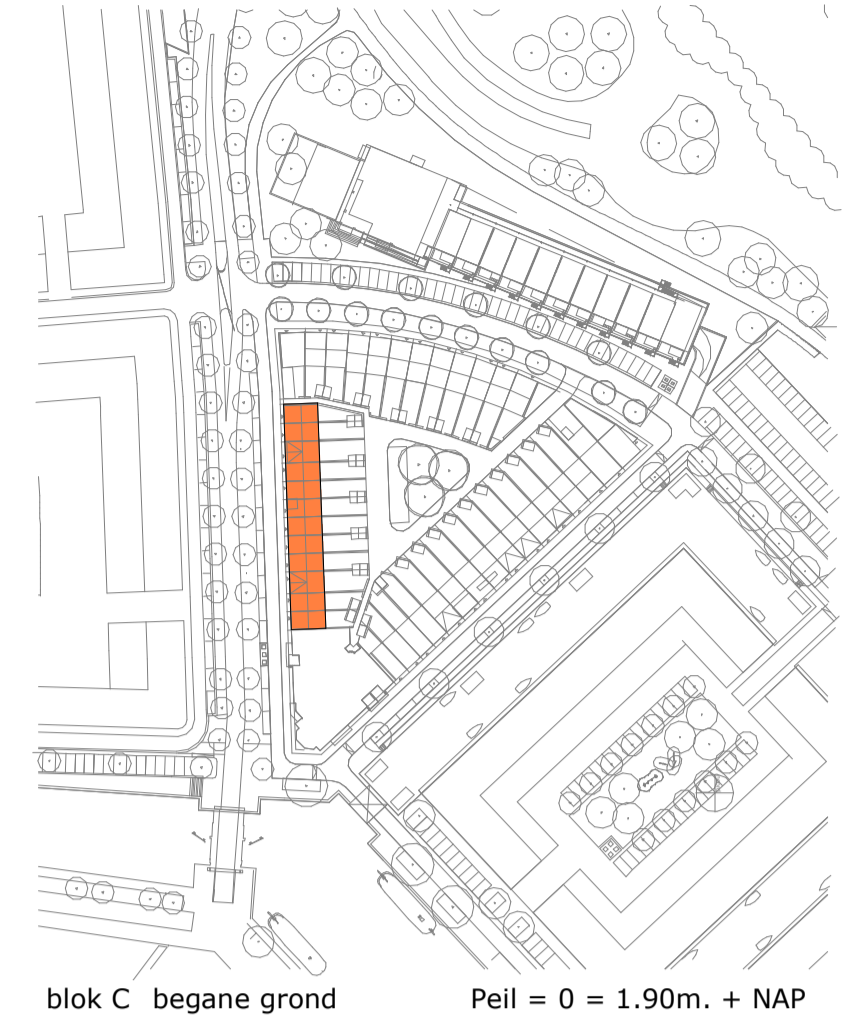 blok C begane grond Peil = 0 = 1.90m. + NAP